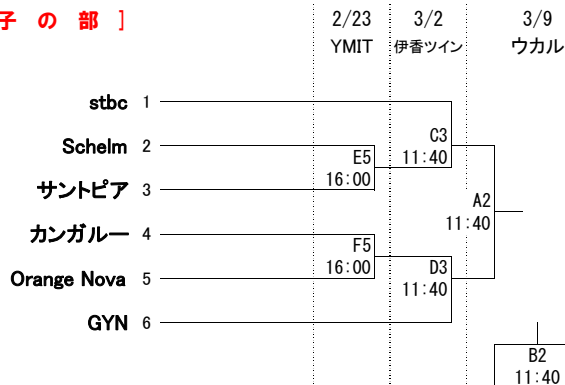 子 の 部 ]
2/23 3/2 3/9
YMIT 伊香ツイン ウカル
stbc 1
C3
11:40
Schelm 2
E5
16:00
サントピア 3
A2
11:40
カンガルー 4
F5
16:00
D3
11:40
Orange Nova 5
GYN 6
B2
11:40